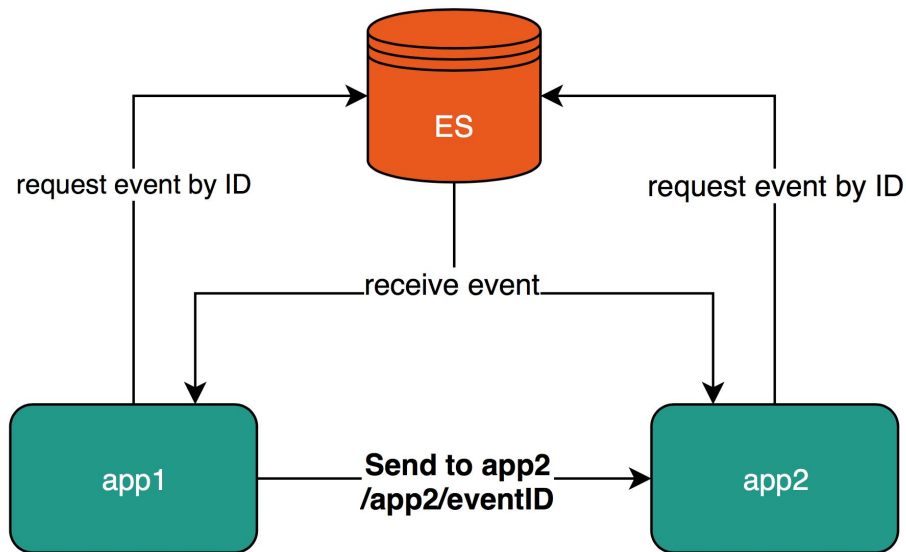 ES
request event by ID
request event by ID
receive event
app1
Send to app2
/app2/eventID
app2